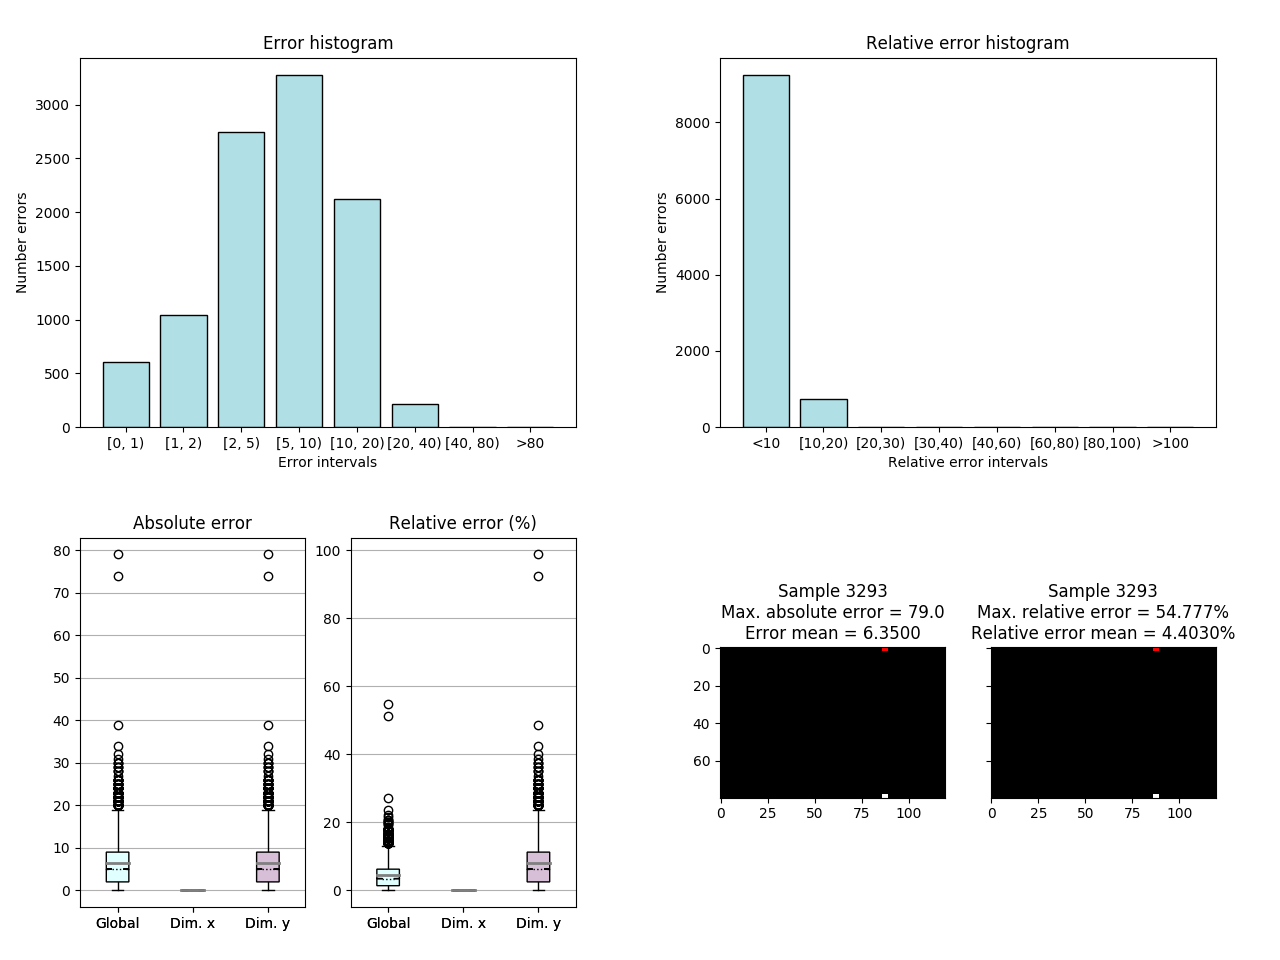 Error histogram
Number errors
3000
2500
2000
1500
1000
500
0
[0, 1) [1, 2) [2, 5) [5, 10) [10, 20) [20, 40) [40, 80) >80
Error intervals
Relative error histogram
Number errors
8000
6000
4000
2000
0
<10 [10,20) [20,30) [30,40) [40,60) [60,80) [80,100) >100
Relative error intervals
Absolute error
80
70
60
50
40
30
20
10
0
Global Dim. x Dim. y
Relative error (%)
100
80
60
40
20
0
Global Dim. x Dim. y
Sample 3293
Max. absolute error = 79.0
Error mean = 6.3500
0
20
40
60
0 25 50 75 100
Sample 3293
Max. relative error = 54.777%
Relative error mean = 4.4030%
0 25 50 75 100